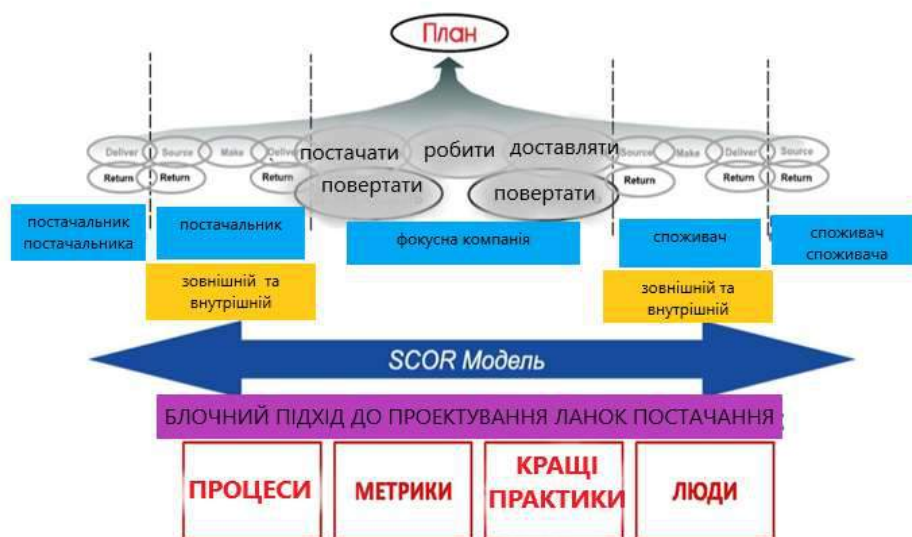 План
Deliver Source Make Deliver постачати робити доставляти Source Make Deliver Source
Return Return Return повертати повертати Return Return Return
постачальник
постачальника
постачальник
фокусна компанія
споживач
споживач
споживача
зовнішній та
внутрішній
зовнішній та
внутрішній
SCOR Модель
БЛОЧНИЙ ПІДХІД ДО ПРОЕКТУВАННЯ ЛАНОК ПОСТАЧАННЯ
ПРОЦЕСИ
МЕТРИКИ
КРАЩІ
ПРАКТИКИ
ЛЮДИ